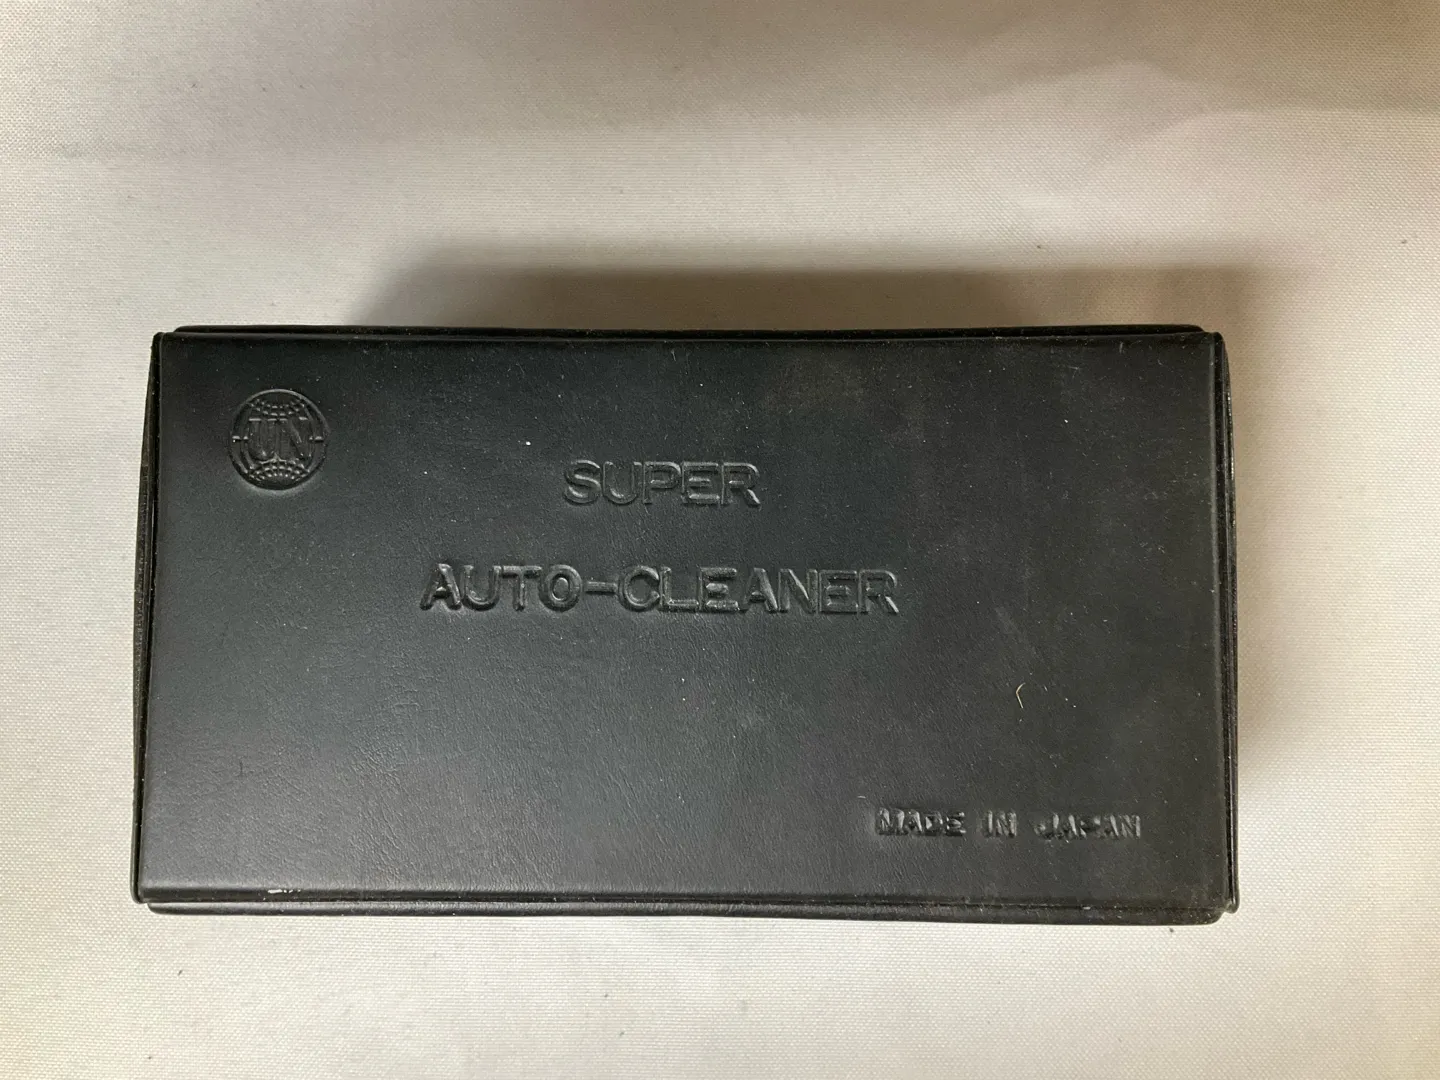 UN
SUPER
AUTO-CLEANER
MADE IN JAPAN